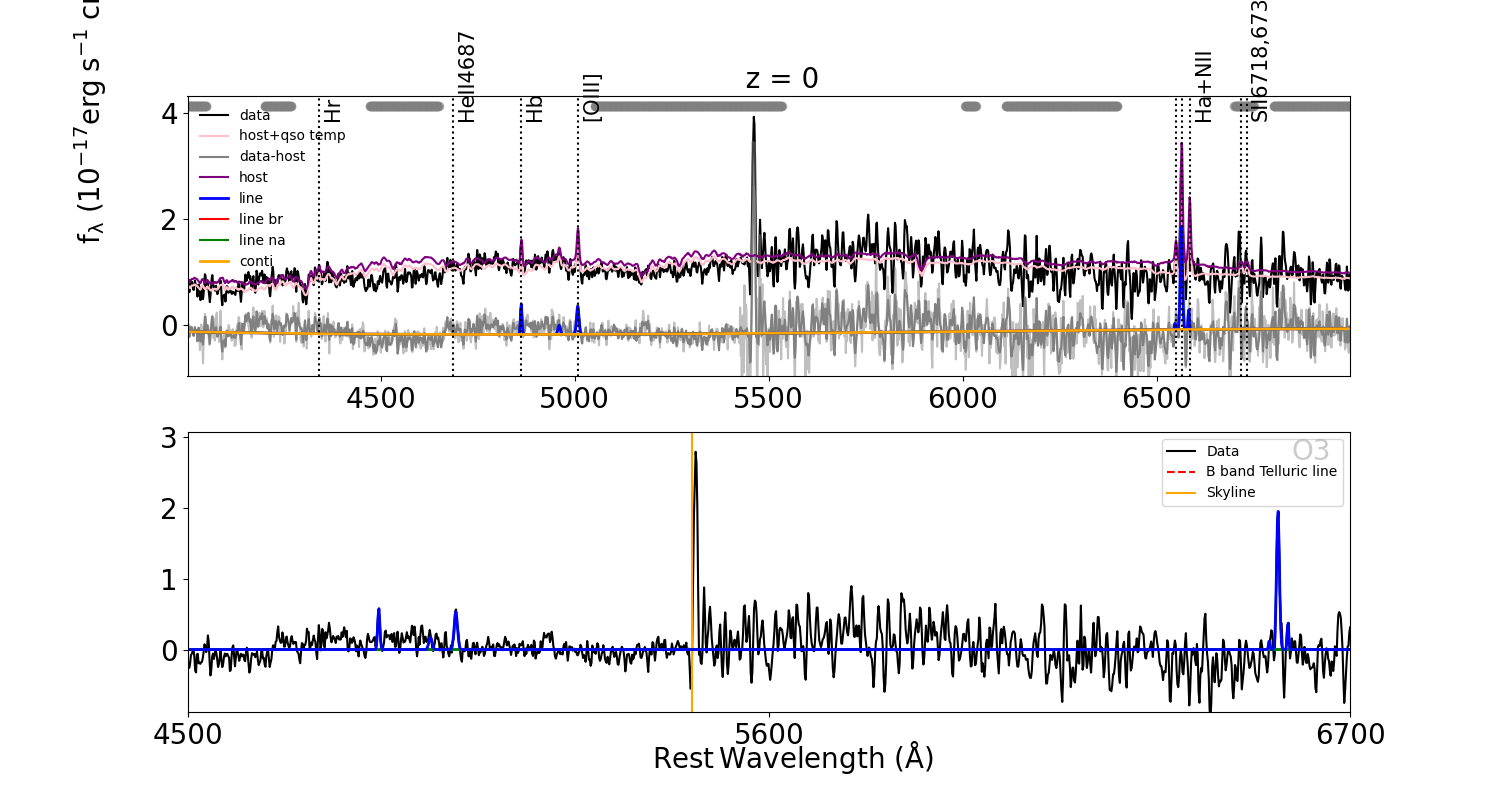 z = 0
f_λ (10^−17 erg s^−1
Hr
HeII4687
Hb
[OIII]
Ha+NII
SII6718,673
data
host+qso temp
data-host
host
line
line br
line na
conti
4
2
0
4500 5000 5500 6000 6500
O3
Data
B band Telluric line
Skyline
3
2
1
0
4500 5600 6700
Rest Wavelength (Å)